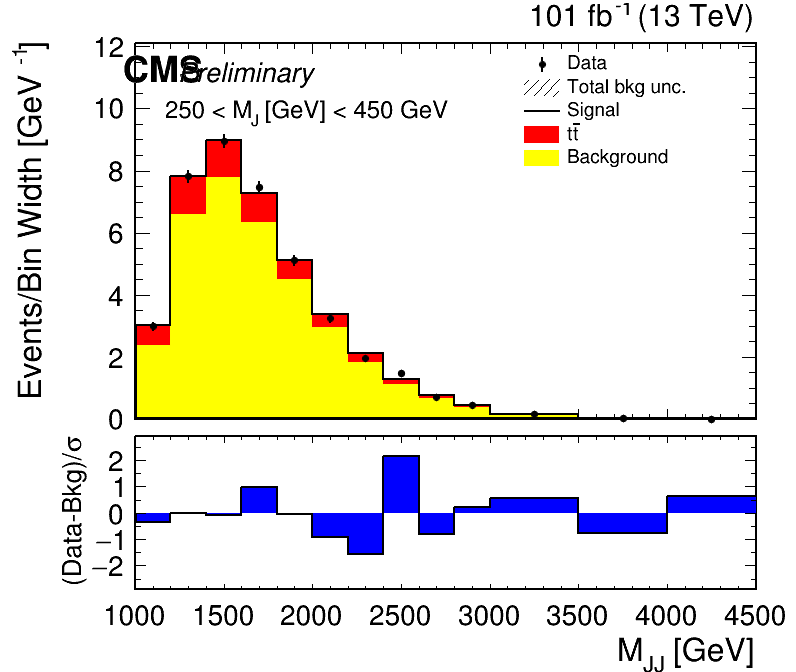 101 fb⁻¹ (13 TeV)
CMS Preliminary
250 < M_J [GeV] < 450 GeV
Data
Total bkg unc.
Signal
tt̄
Background
Events/Bin Width [GeV⁻¹]
12
10
8
6
4
2
0
(Data-Bkg)/σ
2
1
0
−1
−2
1000 1500 2000 2500 3000 3500 4000 4500
M_JJ [GeV]